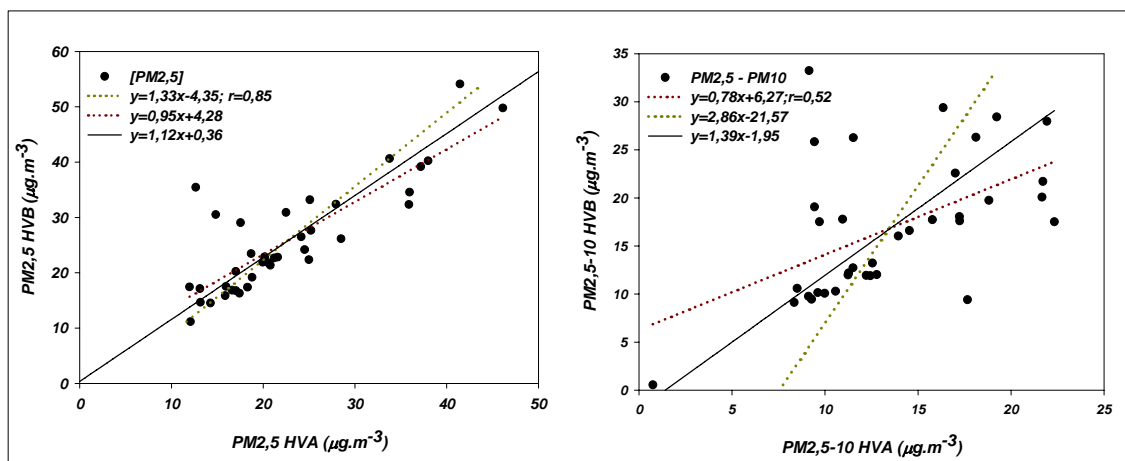 60
50
40
30
20
10
0
0 10 20 30 40 50
PM2,5 HVB (μg.m-3)
PM2,5 HVA (μg.m-3)
[PM2,5]
y=1,33x-4,35; r=0,85
y=0,95x+4,28
y=1,12x+0,36
35
30
25
20
15
10
5
0
0 5 10 15 20 25
PM2,5-10 HVB (μg.m-3)
PM2,5-10 HVA (μg.m-3)
PM2,5 - PM10
y=0,78x+6,27;r=0,52
y=2,86x-21,57
y=1,39x-1,95